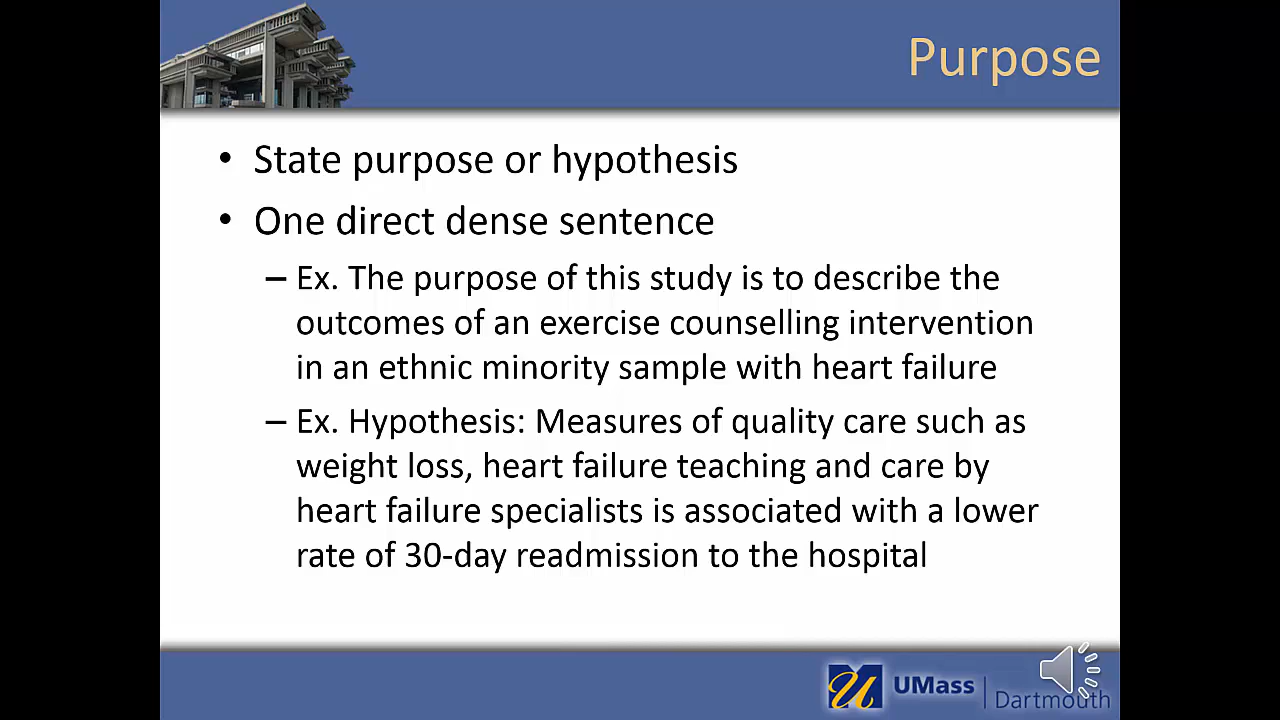 Purpose
• State purpose or hypothesis
• One direct dense sentence
– Ex. The purpose of this study is to describe the
outcomes of an exercise counselling intervention
in an ethnic minority sample with heart failure
– Ex. Hypothesis: Measures of quality care such as
weight loss, heart failure teaching and care by
heart failure specialists is associated with a lower
rate of 30-day readmission to the hospital
UMass
Dartmouth